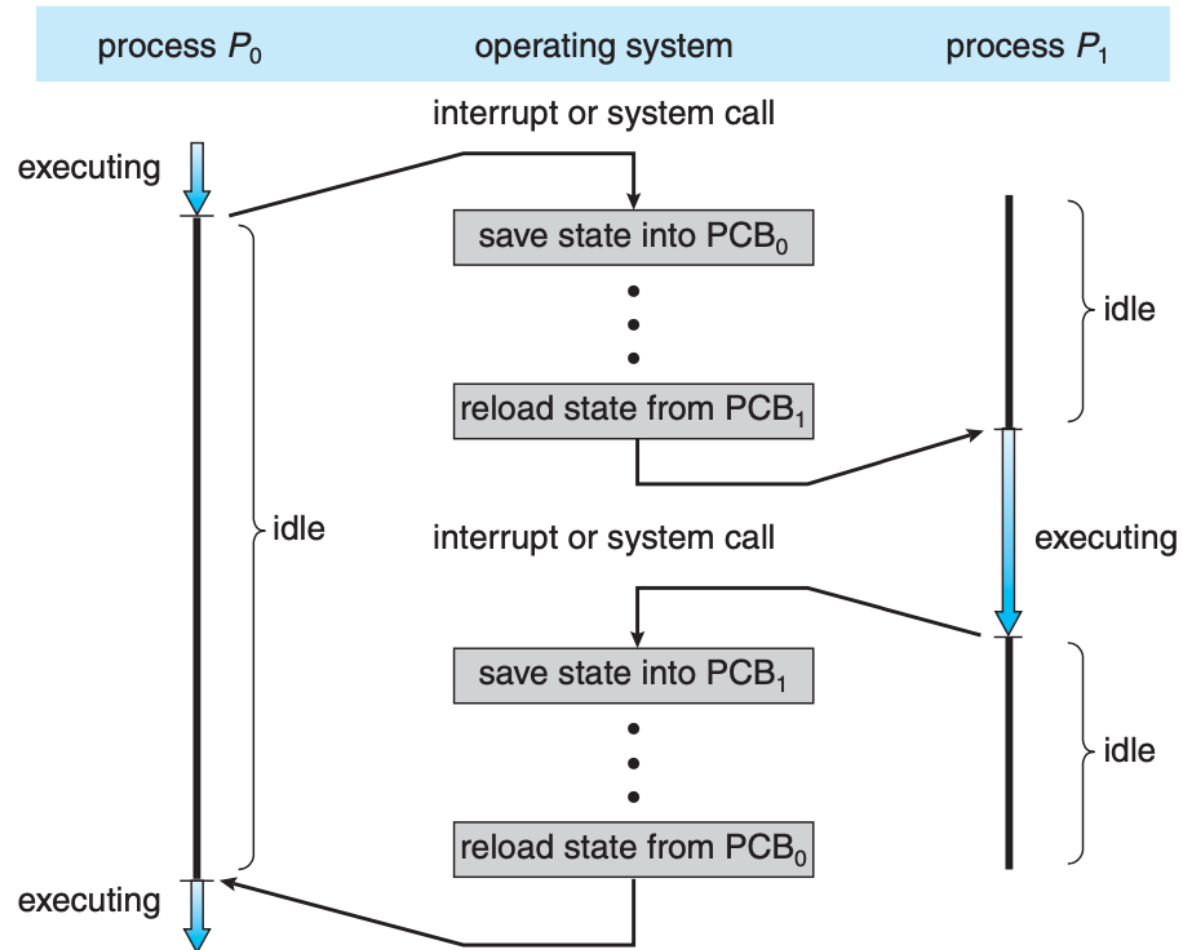 process P0
operating system
process P1
interrupt or system call
executing
save state into PCB0
idle
reload state from PCB1
idle
interrupt or system call
executing
save state into PCB1
idle
reload state from PCB0
executing